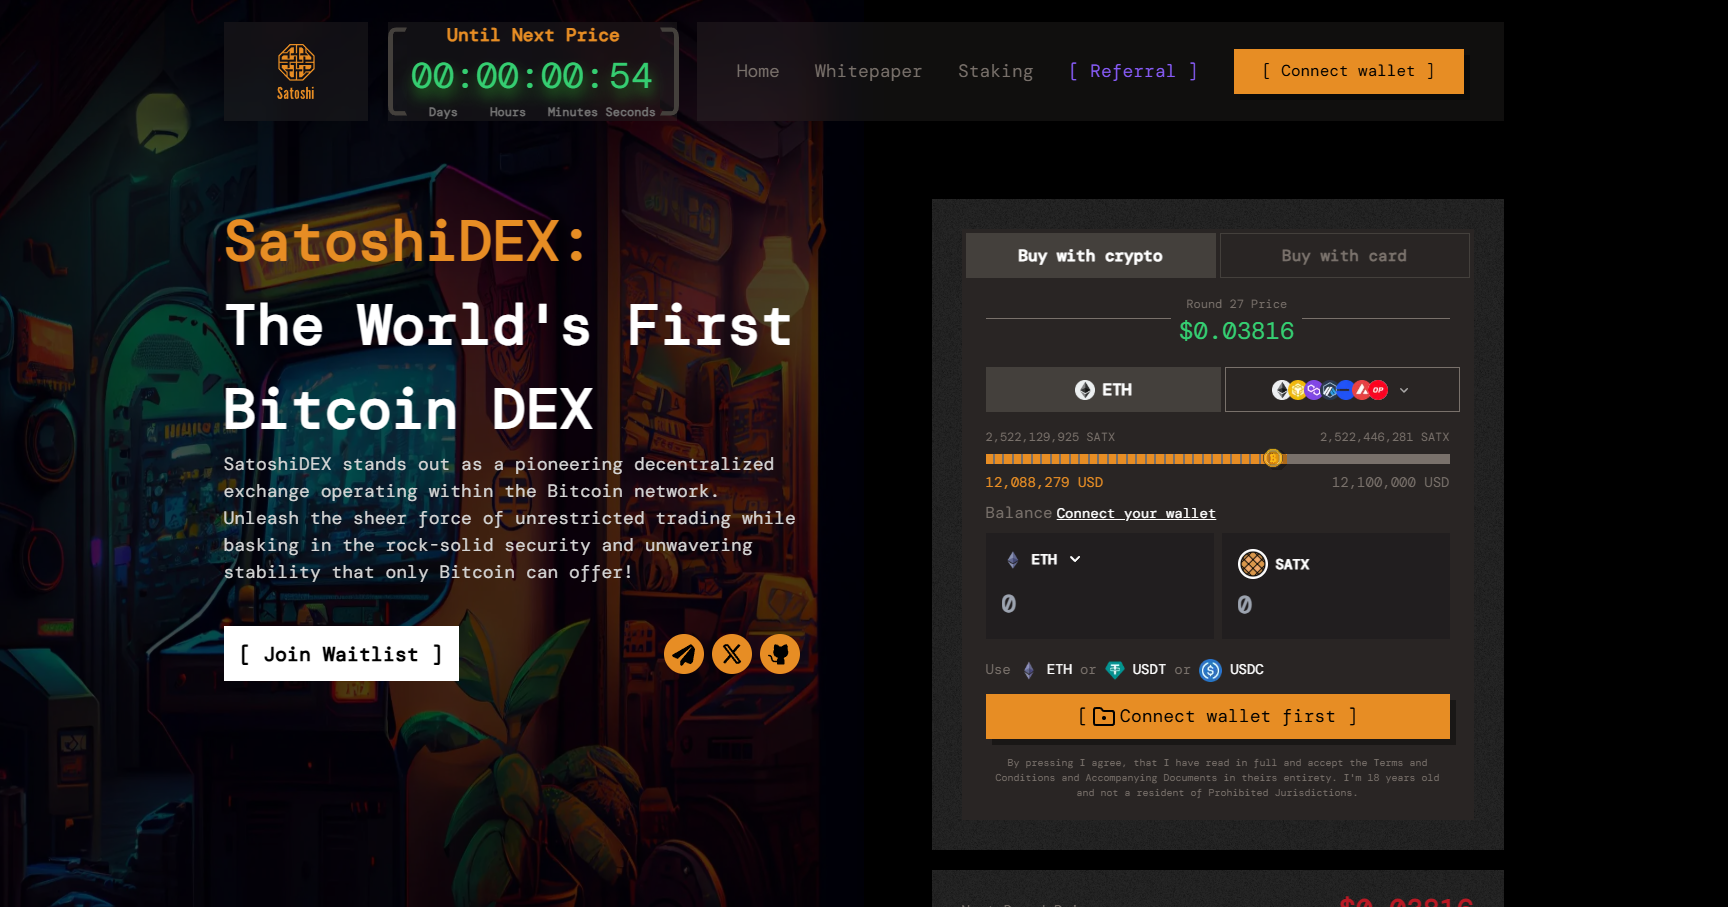 Satoshi
Until Next Price
00:00:00:54
Days Hours Minutes Seconds
Home Whitepaper Staking [ Referral ] [ Connect wallet ]
SatoshiDEX:
The World's First
Bitcoin DEX
SatoshiDEX stands out as a pioneering decentralized
exchange operating within the Bitcoin network.
Unleash the sheer force of unrestricted trading while
basking in the rock-solid security and unwavering
stability that only Bitcoin can offer!
[ Join Waitlist ]
Buy with crypto Buy with card
Round 27 Price
$0.03816
ETH
OP
2,522,129,925 SATX 2,522,446,281 SATX
12,088,279 USD 12,100,000 USD
Balance Connect your wallet
ETH SATX
0 0
Use ETH or USDT or USDC
[ Connect wallet first ]
By pressing I agree, that I have read in full and accept the Terms and
Conditions and Accompanying Documents in theirs entirety. I'm 18 years old
and not a resident of Prohibited Jurisdictions.
$0.03816